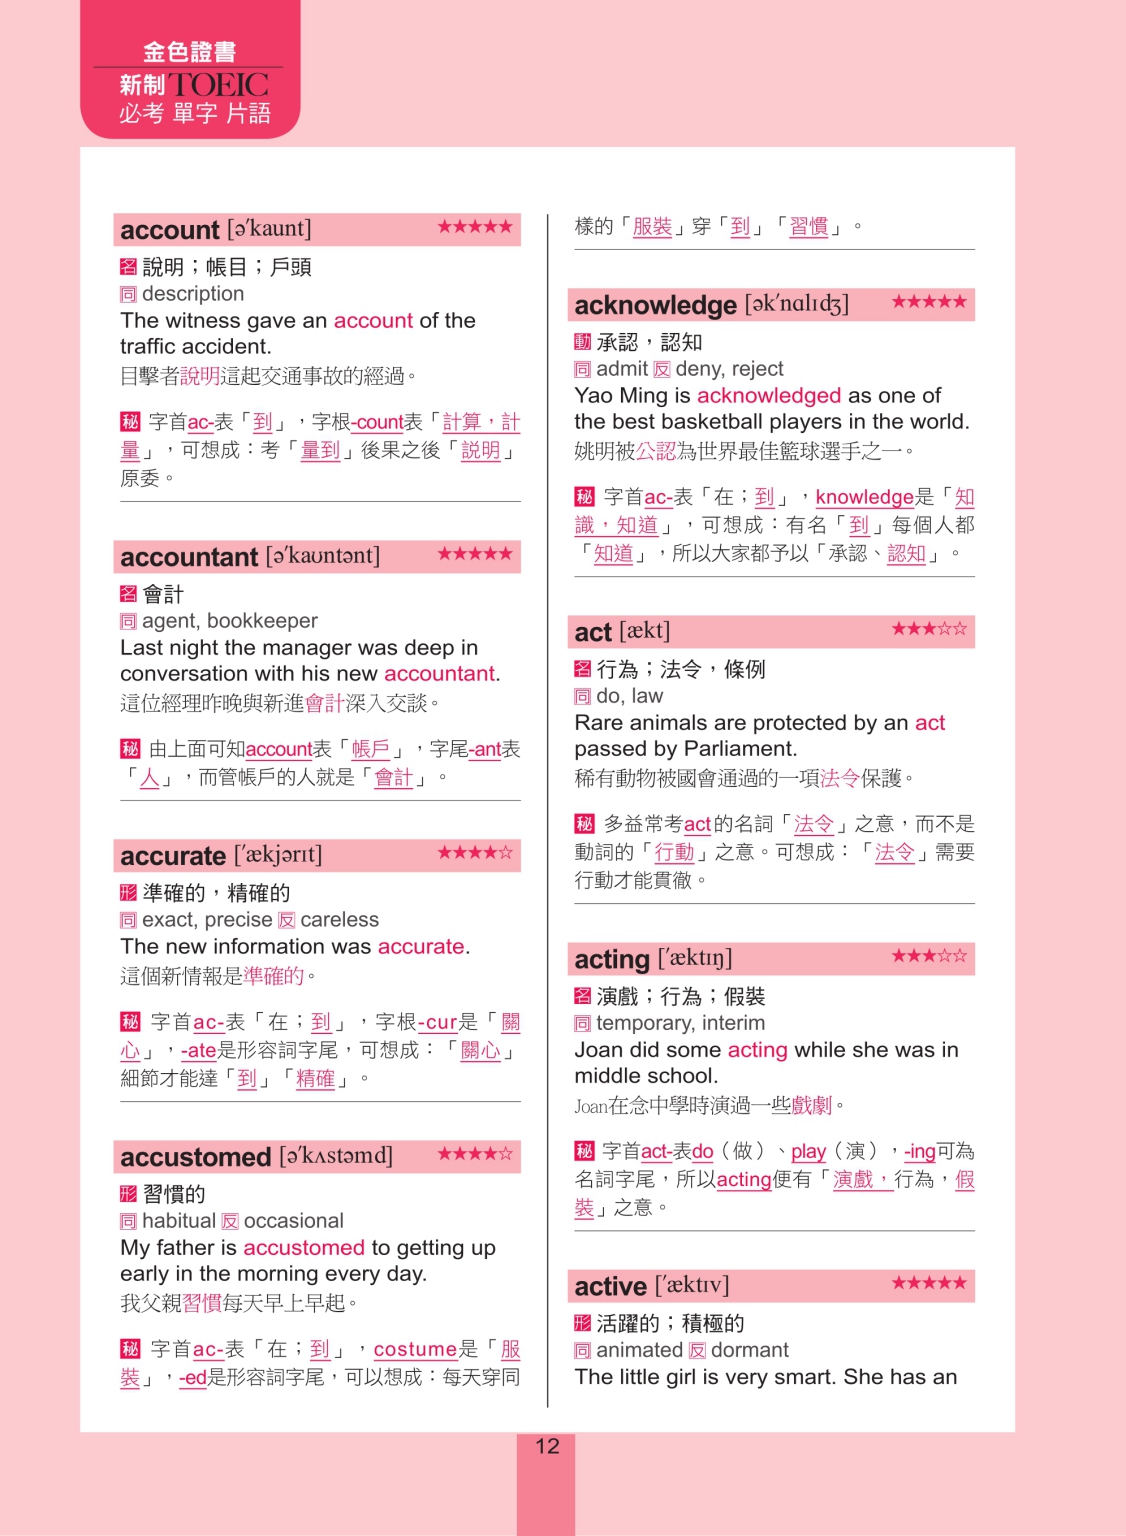 金色證書
新制TOEIC
必考 單字 片語
account [ə′kaunt] ★★★★★
名 說明；帳目；戶頭
同 description
The witness gave an account of the
traffic accident.
目擊者說明這起交通事故的經過。
秘 字首ac-表「到」，字根-count表「計算，計
量」，可想成：考「量到」後果之後「説明」
原委。
accountant [ə′kaʊntənt] ★★★★★
名 會計
同 agent, bookkeeper
Last night the manager was deep in
conversation with his new accountant.
這位經理昨晚與新進會計深入交談。
秘 由上面可知account表「帳戶」，字尾-ant表
「人」，而管帳戶的人就是「會計」。
accurate [′ækjərɪt] ★★★★☆
形 準確的，精確的
同 exact, precise 反 careless
The new information was accurate.
這個新情報是準確的。
秘 字首ac-表「在；到」，字根-cur是「關
心」，-ate是形容詞字尾，可想成：「關心」
細節才能達「到」「精確」。
accustomed [ə′kʌstəmd] ★★★★☆
形 習慣的
同 habitual 反 occasional
My father is accustomed to getting up
early in the morning every day.
我父親習慣每天早上早起。
秘 字首ac-表「在；到」，costume是「服
裝」，-ed是形容詞字尾，可以想成：每天穿同
樣的「服裝」穿「到」「習慣」。
acknowledge [ək′nɑlɪdʒ] ★★★★★
動 承認，認知
同 admit 反 deny, reject
Yao Ming is acknowledged as one of
the best basketball players in the world.
姚明被公認為世界最佳籃球選手之一。
秘 字首ac-表「在；到」，knowledge是「知
識，知道」，可想成：有名「到」每個人都
「知道」，所以大家都予以「承認、認知」。
act [ækt] ★★★☆☆
名 行為；法令，條例
同 do, law
Rare animals are protected by an act
passed by Parliament.
稀有動物被國會通過的一項法令保護。
秘 多益常考act的名詞「法令」之意，而不是
動詞的「行動」之意。可想成：「法令」需要
行動才能貫徹。
acting [′æktɪŋ] ★★★☆☆
名 演戲；行為；假裝
同 temporary, interim
Joan did some acting while she was in
middle school.
Joan在念中學時演過一些戲劇。
秘 字首act-表do（做）、play（演），-ing可為
名詞字尾，所以acting便有「演戲，行為，假
裝」之意。
active [′æktɪv] ★★★★★
形 活躍的；積極的
同 animated 反 dormant
The little girl is very smart. She has an
12